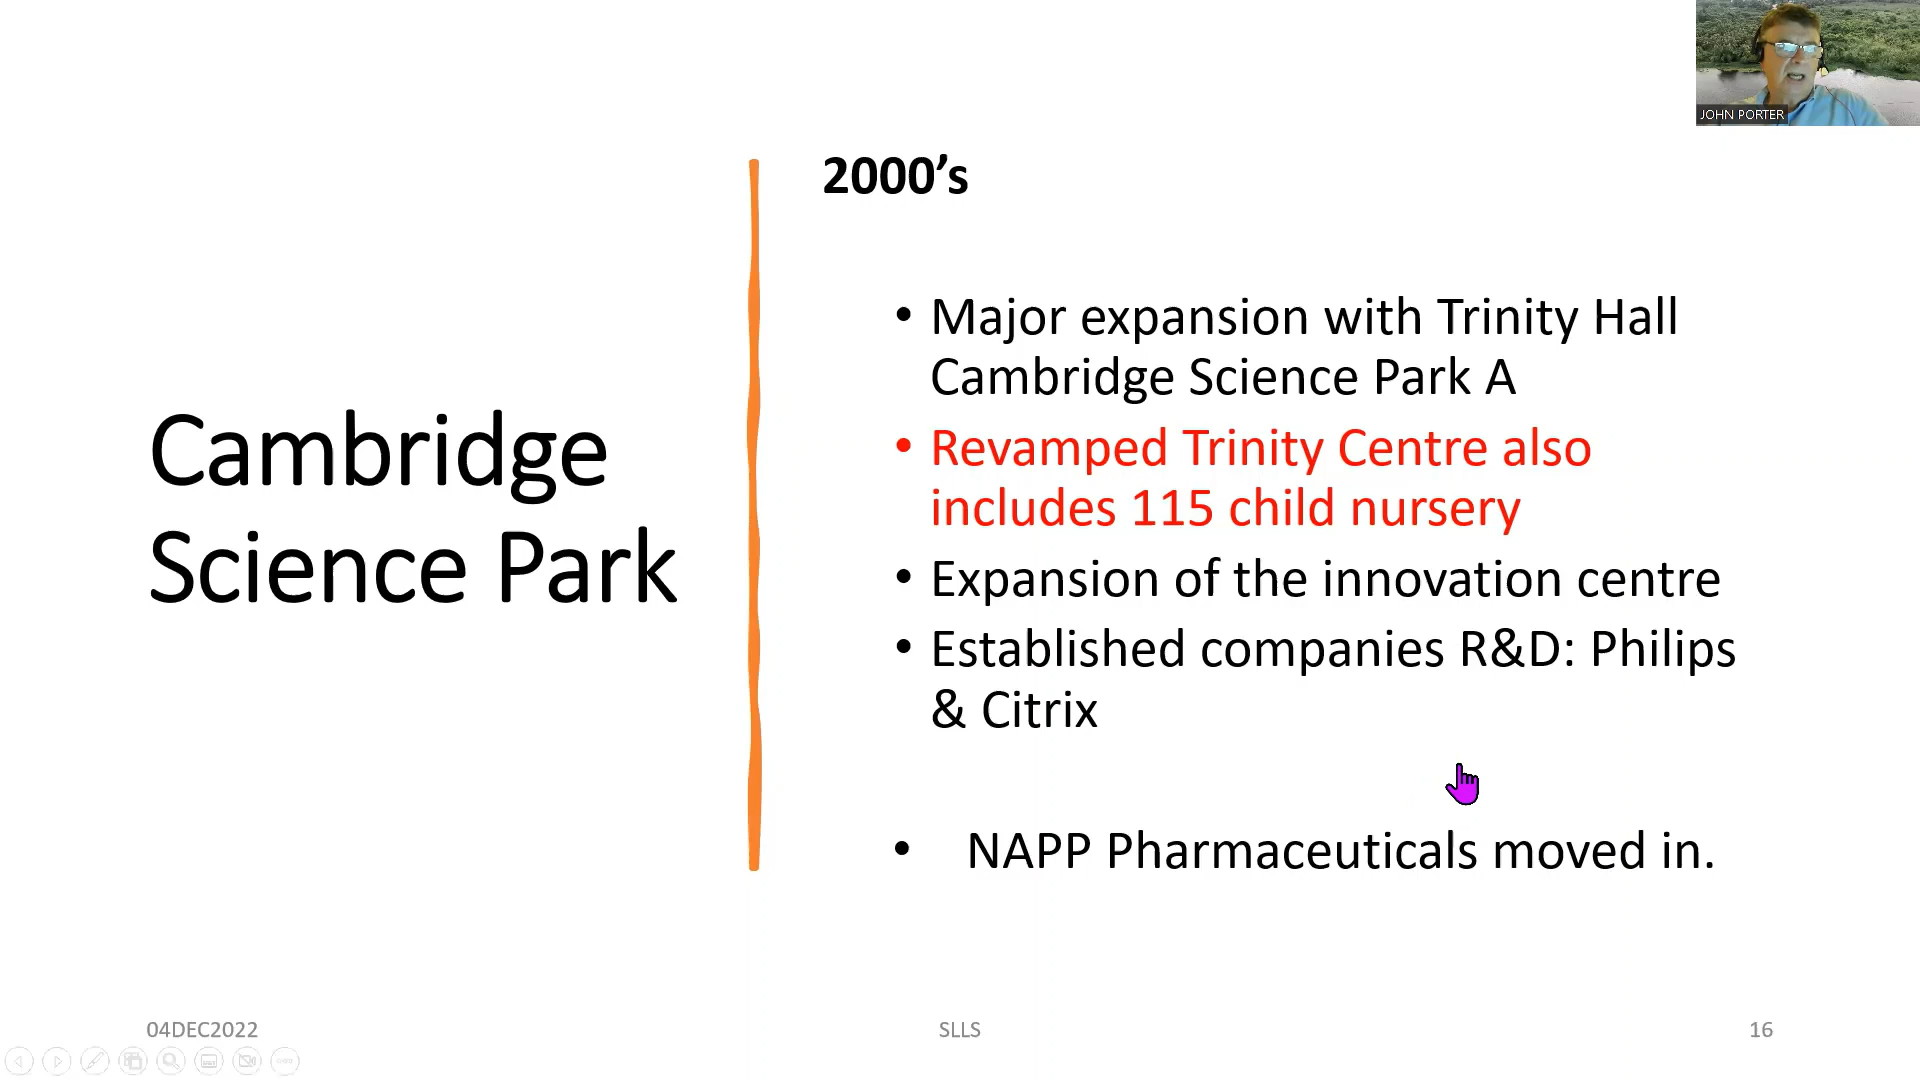 JOHN PORTER
2000’s
Cambridge
Science Park
• Major expansion with Trinity Hall
Cambridge Science Park A
• Revamped Trinity Centre also
includes 115 child nursery
• Expansion of the innovation centre
• Established companies R&D: Philips
& Citrix
• NAPP Pharmaceuticals moved in.
04DEC2022
SLLS
16